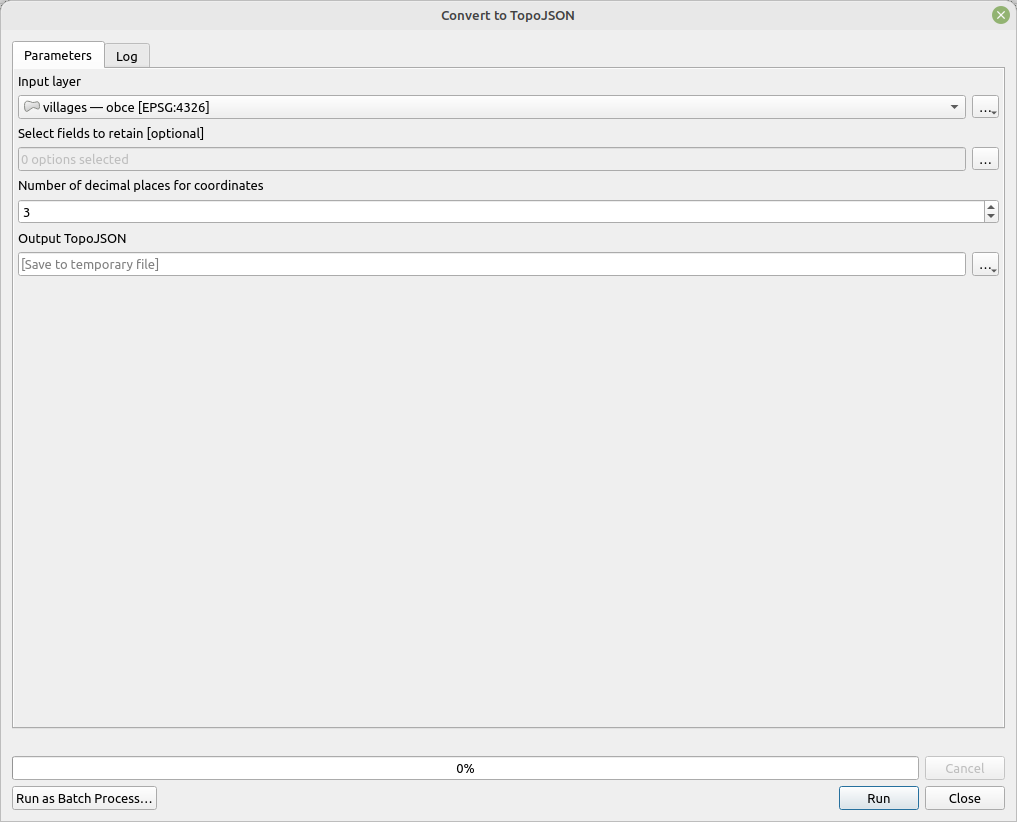 Convert to TopoJSON
Parameters
Log
Input layer
villages — obce [EPSG:4326]
...
Select fields to retain [optional]
0 options selected
...
Number of decimal places for coordinates
3
Output TopoJSON
[Save to temporary file]
...
0%
Cancel
Run as Batch Process...
Run
Close